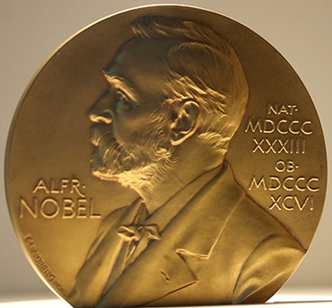 ALFR·
NOBEL
NAT·
MDCCC
XXXIII
OB·
MDCCC
XCVI